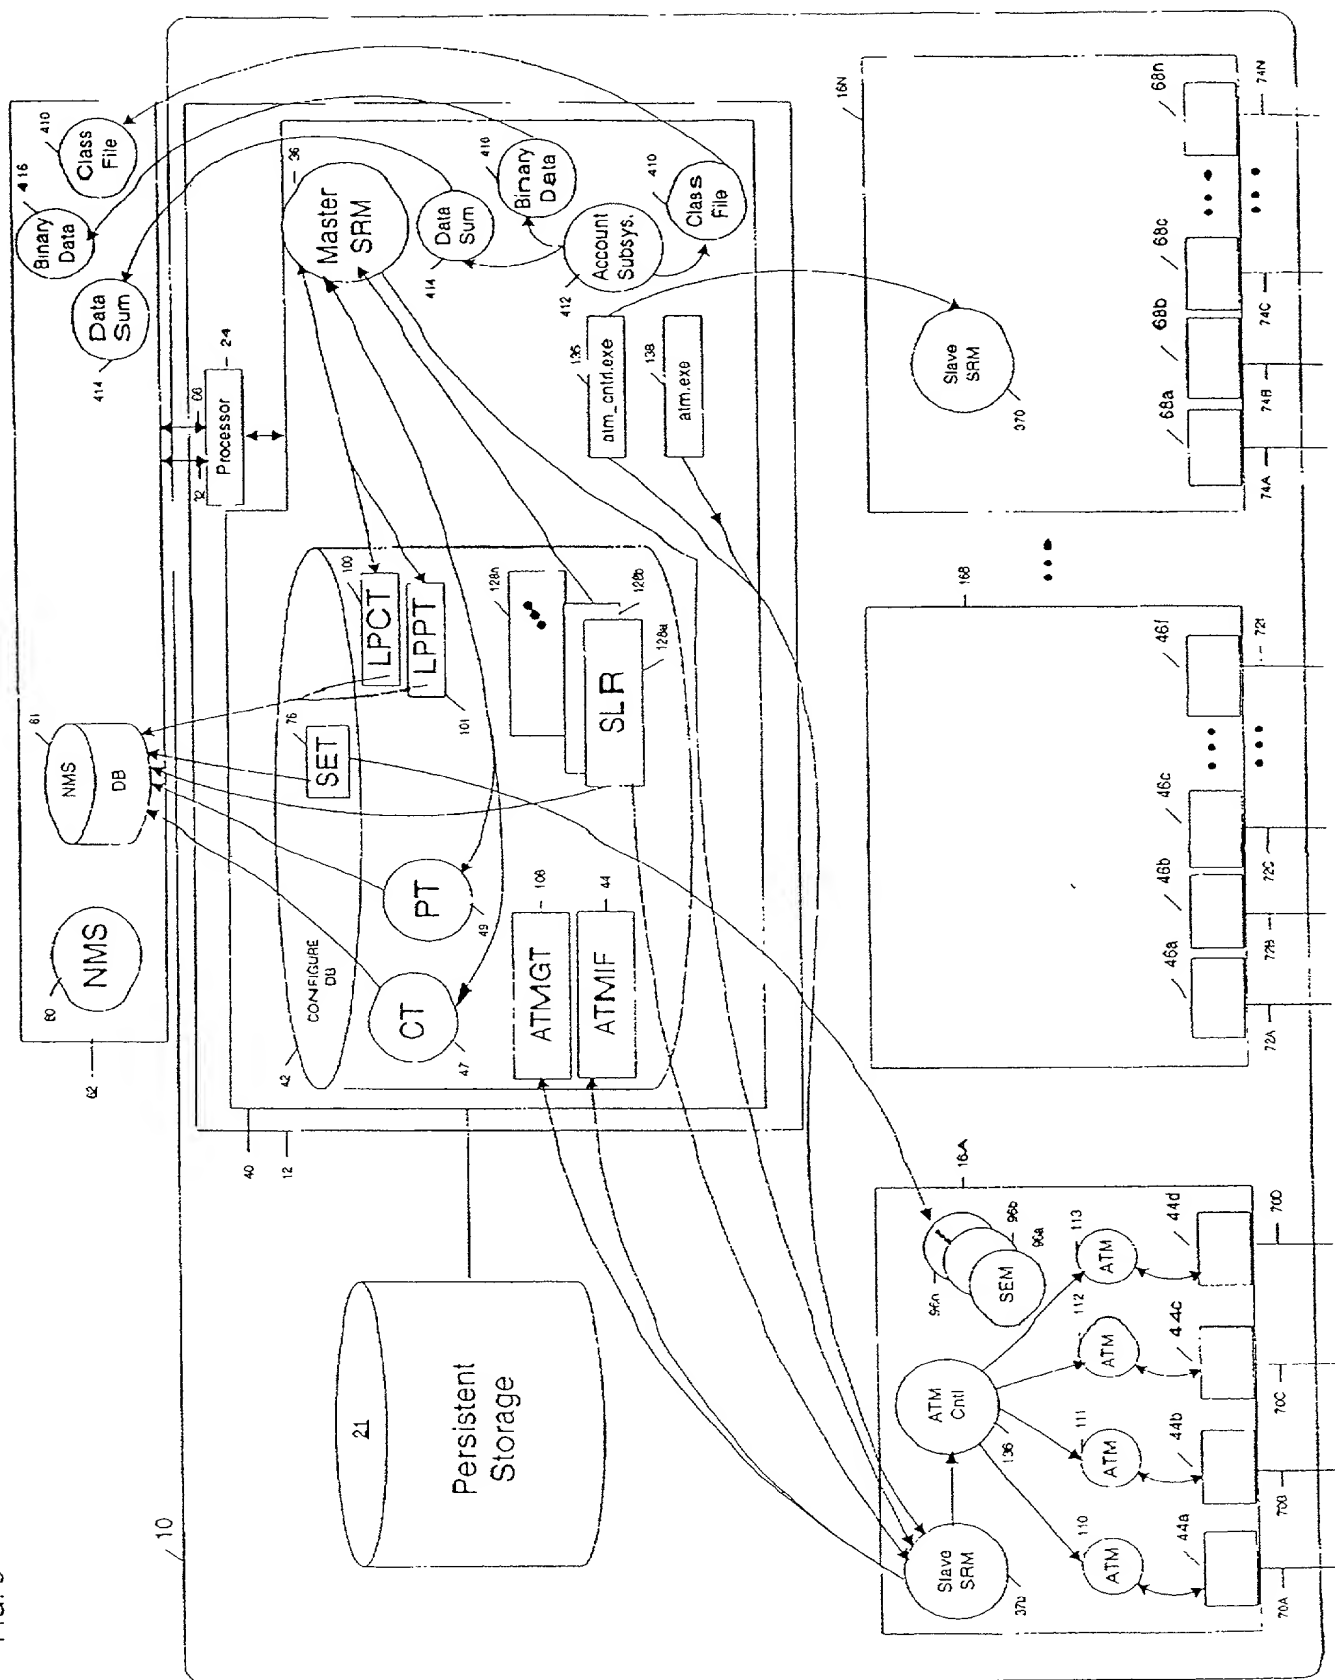 62
60
NMS
61
NMS
DB
414
Data
Sum
416
Binary
Data
410
Class
File
10
21
Persistent
Storage
40
12
42
CONFIGURE
DB
CT
47
PT
49
SET
76
LPCT
100
LPPT
101
ATMGT
108
ATMIF
44
SLR
128a
128b
128n
32
66
Processor
24
Master
SRM
36
Data
Sum
414
Binary
Data
416
Account
Subsys.
412
Class
File
410
atm_cntrl.exe
atm.exe
138
16A
Slave
SRM
ATM
Cntl
136
SEM
96a
96b
96n
110
ATM
111
ATM
112
ATM
113
ATM
44a
44b
44c
44d
70A
70B
70C
70D
16B
46a
46b
46c
46f
72A
72B
72C
72f
16N
Slave
SRM
370
68a
68b
68c
68n
74A
74B
74C
74N